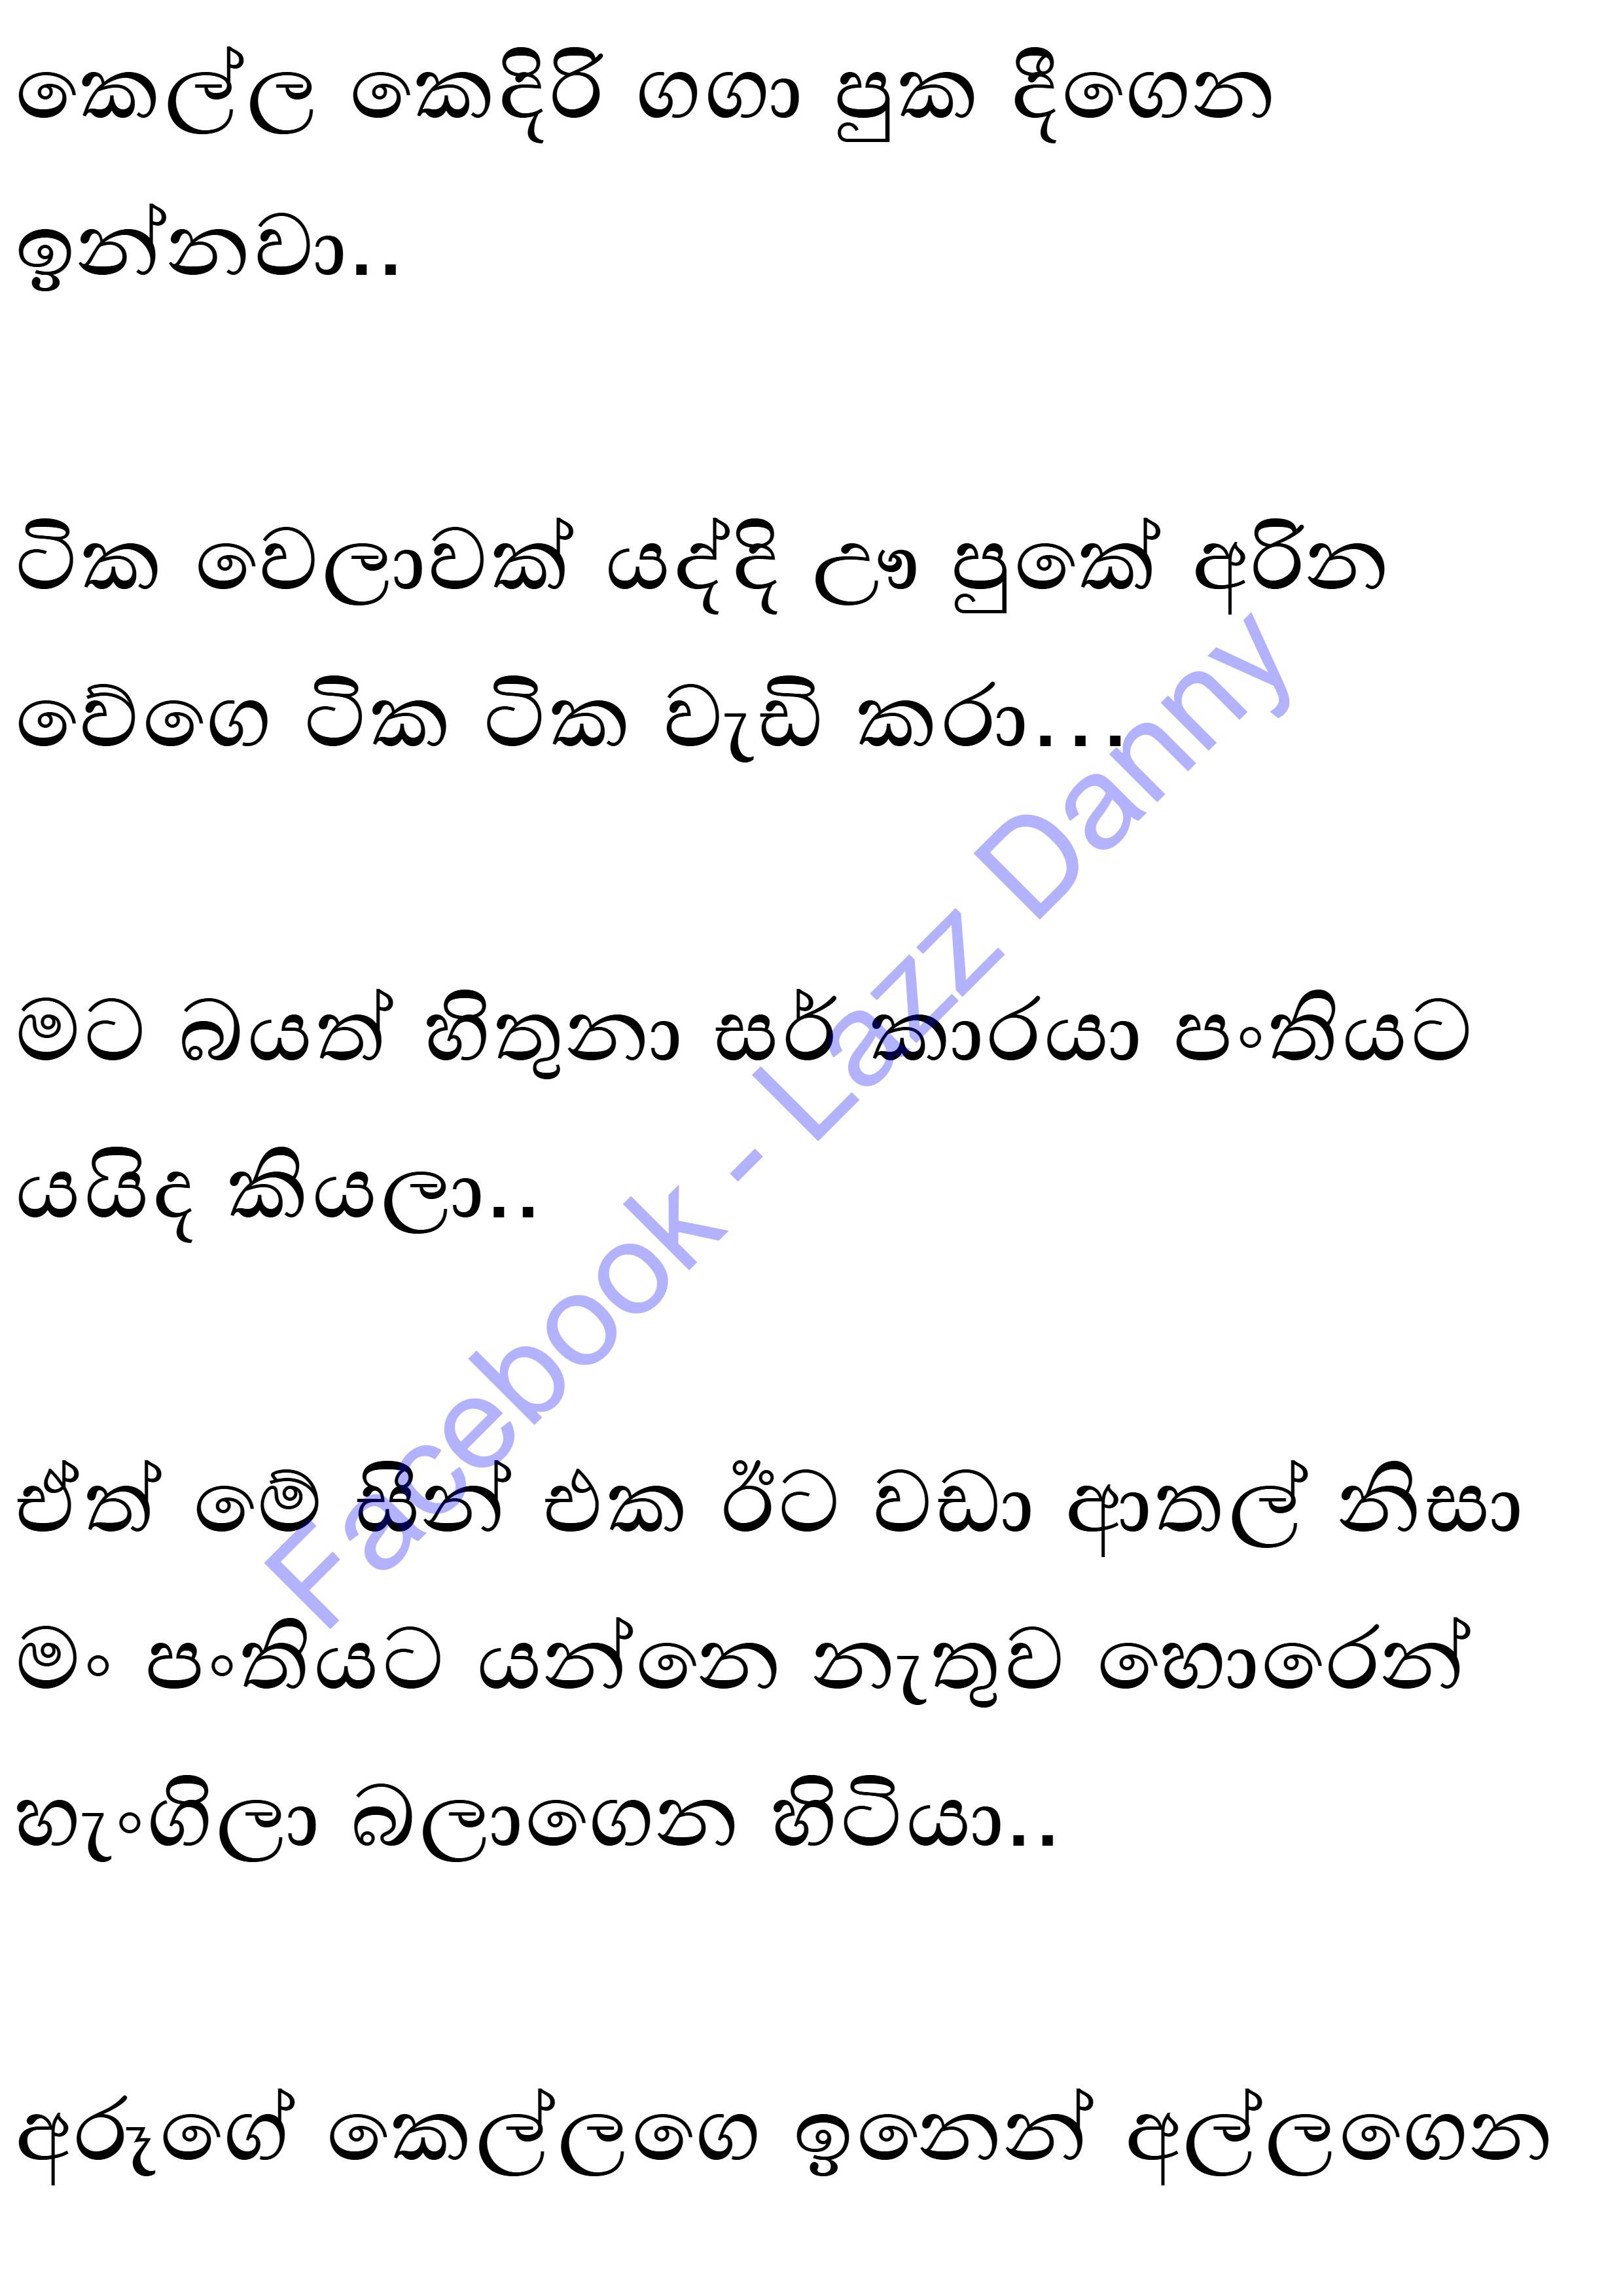 කෙල්ල කෙදිරි ගගා පුක දීගෙන
ඉන්නවා..
ටික වෙලාවක් යද්දි ඌ පුකේ අරින
වේගෙ ටික ටික වැඩි කරා...
මට බයත් හිතුනා සර් කාරයා පංතියට
යයිද කියලා..
ඒත් මේ සීන් එක ඊට වඩා ආතල් නිසා
මං පංතියට යන්නෙ නැතුව හොරෙන්
හැංගිලා බලාගෙන හිටියා..
අරූගේ කෙල්ලගෙ ඉනෙන් අල්ලගෙන
Facebook - Lazz Danny